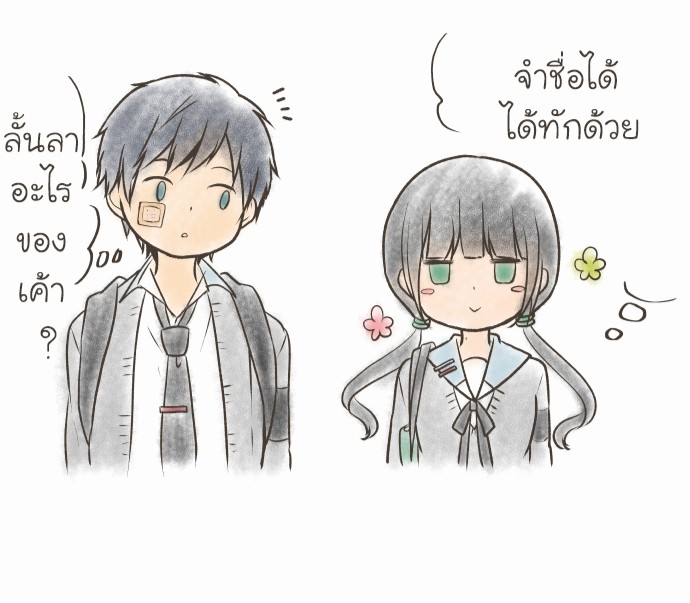 ลั้นลา
อะไร
ของ
เค้า
?
จำชื่อได้
ได้ทักด้วย